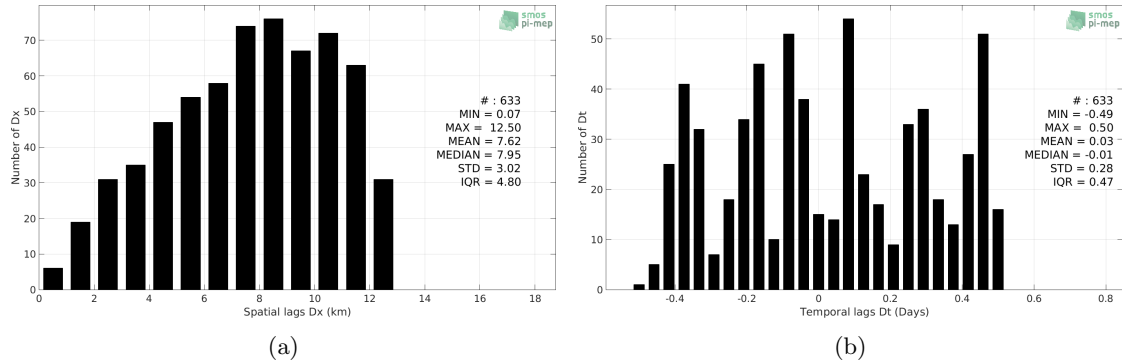 smos
pi-mep
Number of Dx
80
70
60
50
40
30
20
10
0
# : 633
MIN = 0.07
MAX = 12.50
MEAN = 7.62
MEDIAN = 7.95
STD = 3.02
IQR = 4.80
0 2 4 6 8 10 12 14 16 18
Spatial lags Dx (km)
(a)
smos
pi-mep
Number of Dt
50
40
30
20
10
0
# : 633
MIN = -0.49
MAX = 0.50
MEAN = 0.03
MEDIAN = -0.01
STD = 0.28
IQR = 0.47
-0.4 -0.2 0 0.2 0.4 0.6 0.8
Temporal lags Dt (Days)
(b)